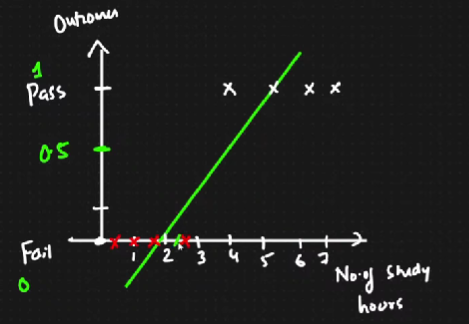 Outcomes
1
Pass
0.5
Fail
0
1 2 3 4 5 6 7
No. of study
hours